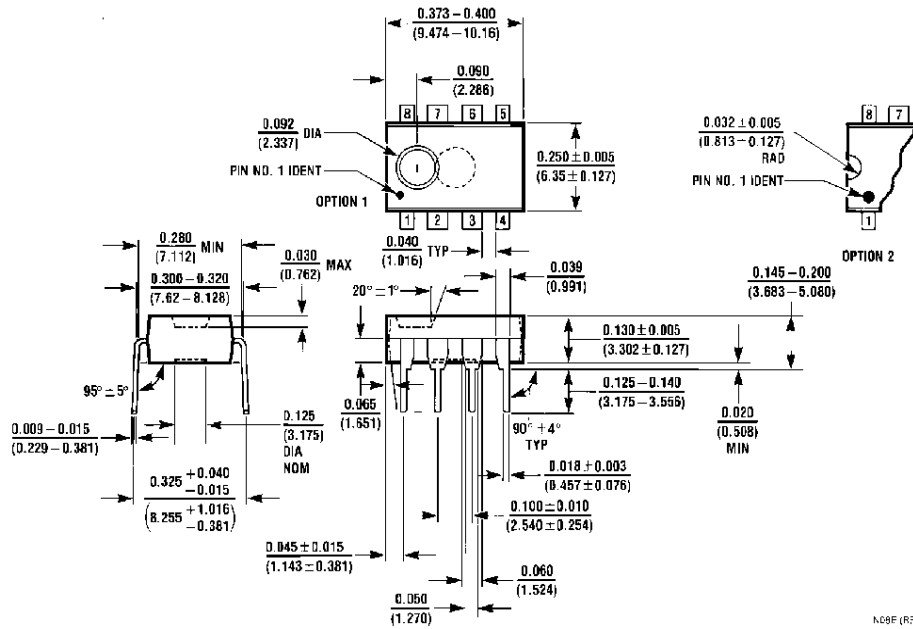 0.373 – 0.400
(9.474 – 10.16)
0.090
(2.286)
8 7 6 5
0.092 DIA
(2.337)
PIN NO. 1 IDENT
OPTION 1
1 2 3 4
0.250 ± 0.005
(6.35 ± 0.127)
0.032 ± 0.005
(0.813 – 0.127)
RAD
PIN NO. 1 IDENT
8 7
1
OPTION 2
0.280 MIN
(7.112)
0.030 MAX
(0.762)
0.300 – 0.320
(7.62 – 8.128)
0.040 TYP
(1.016)
0.039
(0.991)
0.145 – 0.200
(3.683 – 5.080)
20° ± 1°
0.130 ± 0.005
(3.302 ± 0.127)
95° ± 5°
0.065
(1.651)
0.125 – 0.140
(3.175 – 3.556)
0.020
(0.508)
MIN
90° ± 4°
TYP
0.009 – 0.015
(0.229 – 0.381)
0.125
(3.175)
DIA
NOM
0.018 ± 0.003
(0.457 ± 0.076)
0.325 +0.040
−0.015
(8.255 +1.016
−0.381)
0.100 ± 0.010
(2.540 ± 0.254)
0.045 ± 0.015
(1.143 ± 0.381)
0.060
(1.524)
0.050
(1.270)